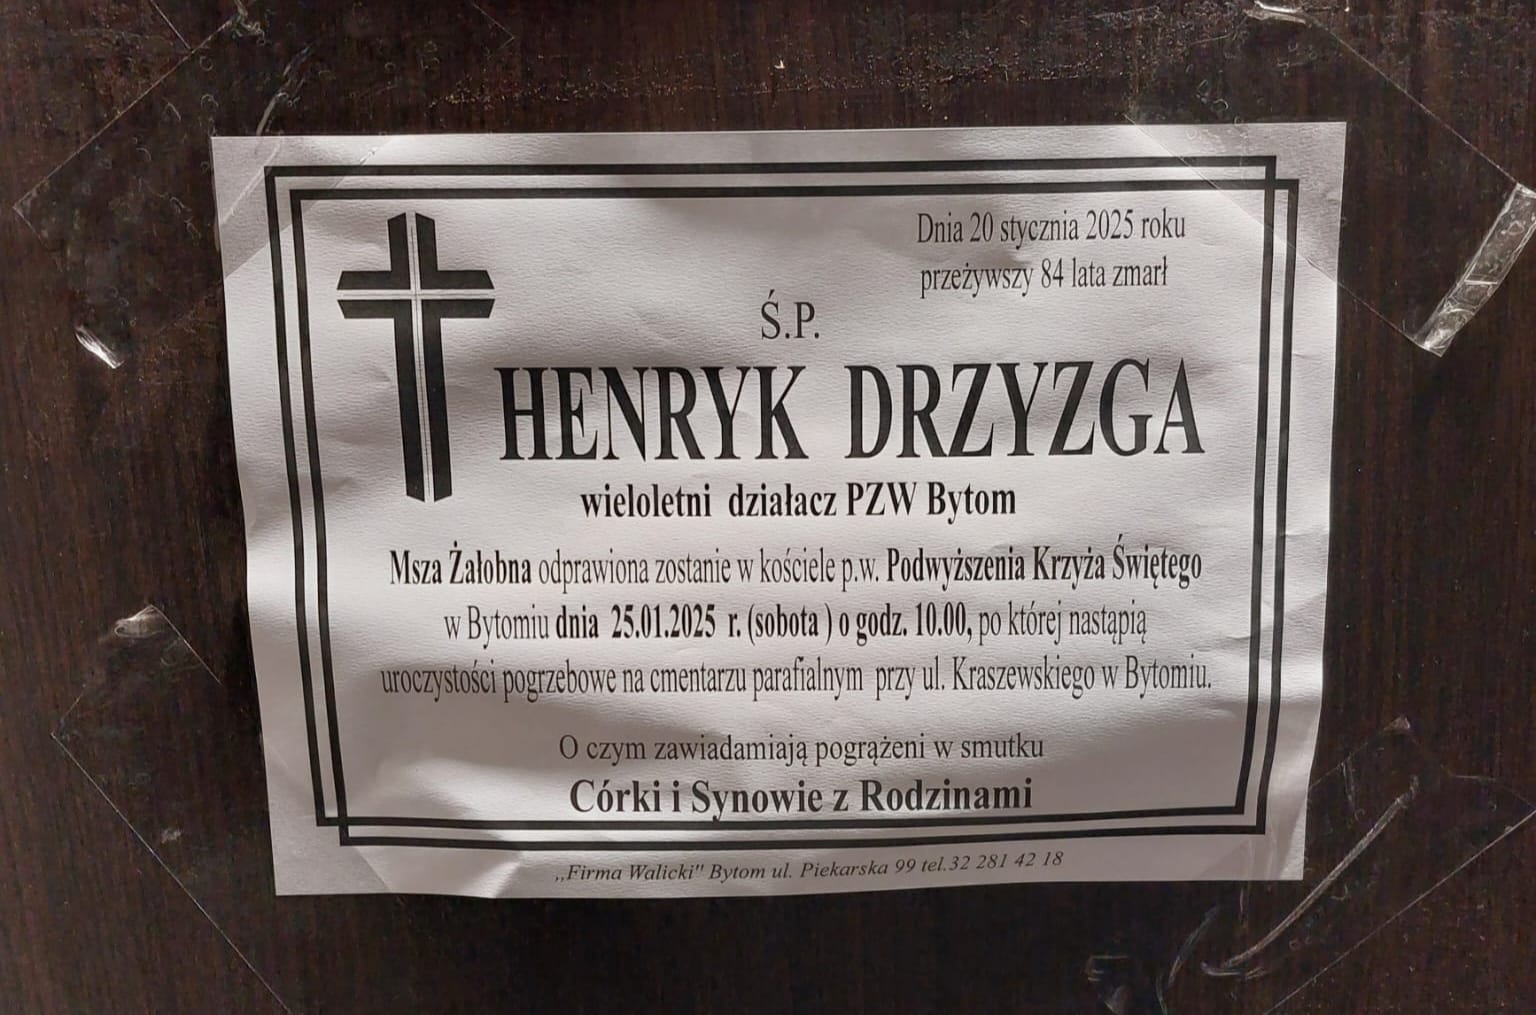 Dnia 20 stycznia 2025 roku
przeżywszy 84 lata zmarł
Ś.P.
HENRYK DRZYZGA
wieloletni działacz PZW Bytom
Msza Żałobna odprawiona zostanie w kościele p.w. Podwyższenia Krzyża Świętego
w Bytomiu dnia 25.01.2025 r. (sobota ) o godz. 10.00, po której nastąpią
uroczystości pogrzebowe na cmentarzu parafialnym przy ul. Kraszewskiego w Bytomiu.
O czym zawiadamiają pogrążeni w smutku
Córki i Synowie z Rodzinami
„Firma Walicki" Bytom ul. Piekarska 99 tel.32 281 42 18